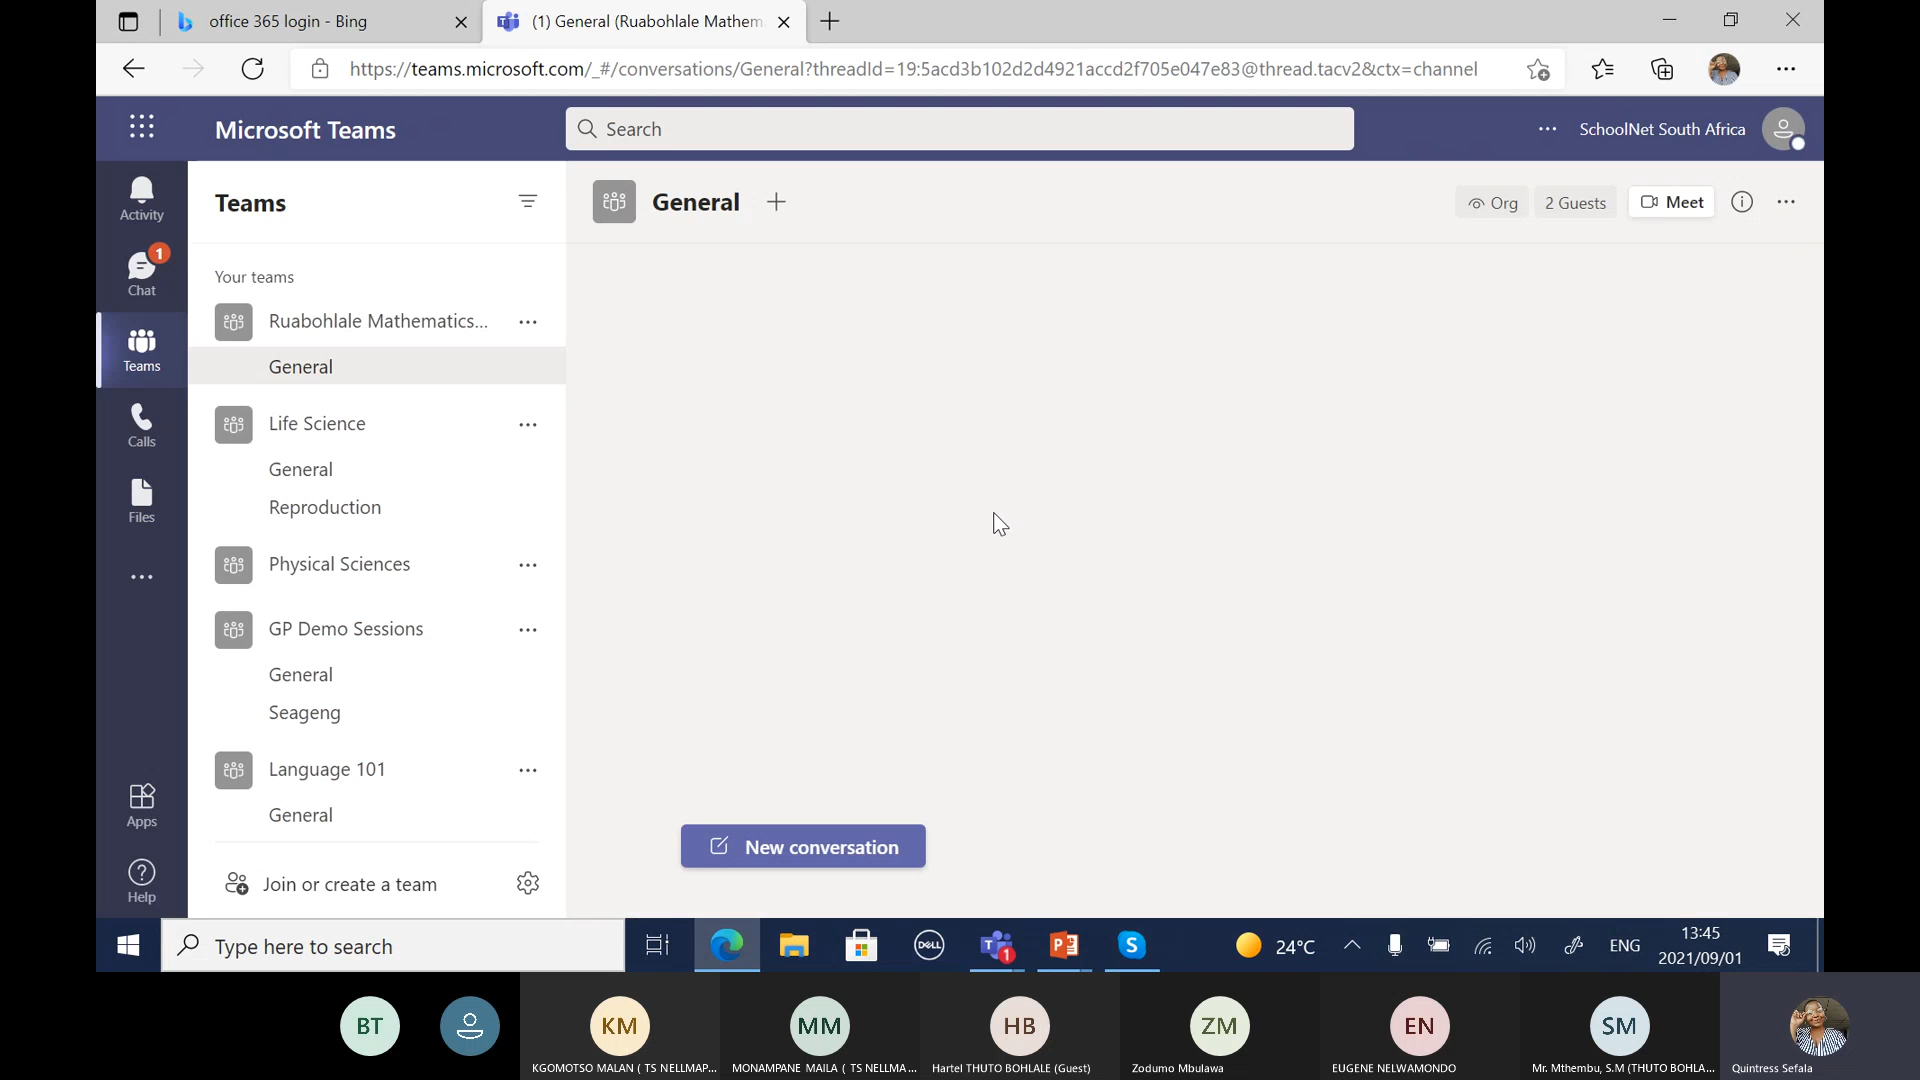 office 365 login - Bing
(1) General (Ruabohlale Mathem
https://teams.microsoft.com/_#/conversations/General?threadId=19:5acd3b102d2d4921accd2f705e047e83@thread.tacv2&ctx=channel
Microsoft Teams
Search
SchoolNet South Africa
Activity
1
Chat
Teams
Calls
Files
Apps
Help
Teams
Your teams
Ruabohlale Mathematics...
General
Life Science
General
Reproduction
Physical Sciences
GP Demo Sessions
General
Seageng
Language 101
General
Join or create a team
General
Org
2 Guests
Meet
New conversation
Type here to search
DELL
T
1
P
S
24°C
ENG
13:45
2021/09/01
BT
KM
MM
HB
ZM
EN
SM
KGOMOTSO MALAN ( TS NELLMAP...
MONAMPANE MAILA ( TS NELLMA ...
Hartel THUTO BOHLALE (Guest)
Zodumo Mbulawa
EUGENE NELWAMONDO
Mr. Mthembu, S.M (THUTO BOHLA...
Quintress Sefala